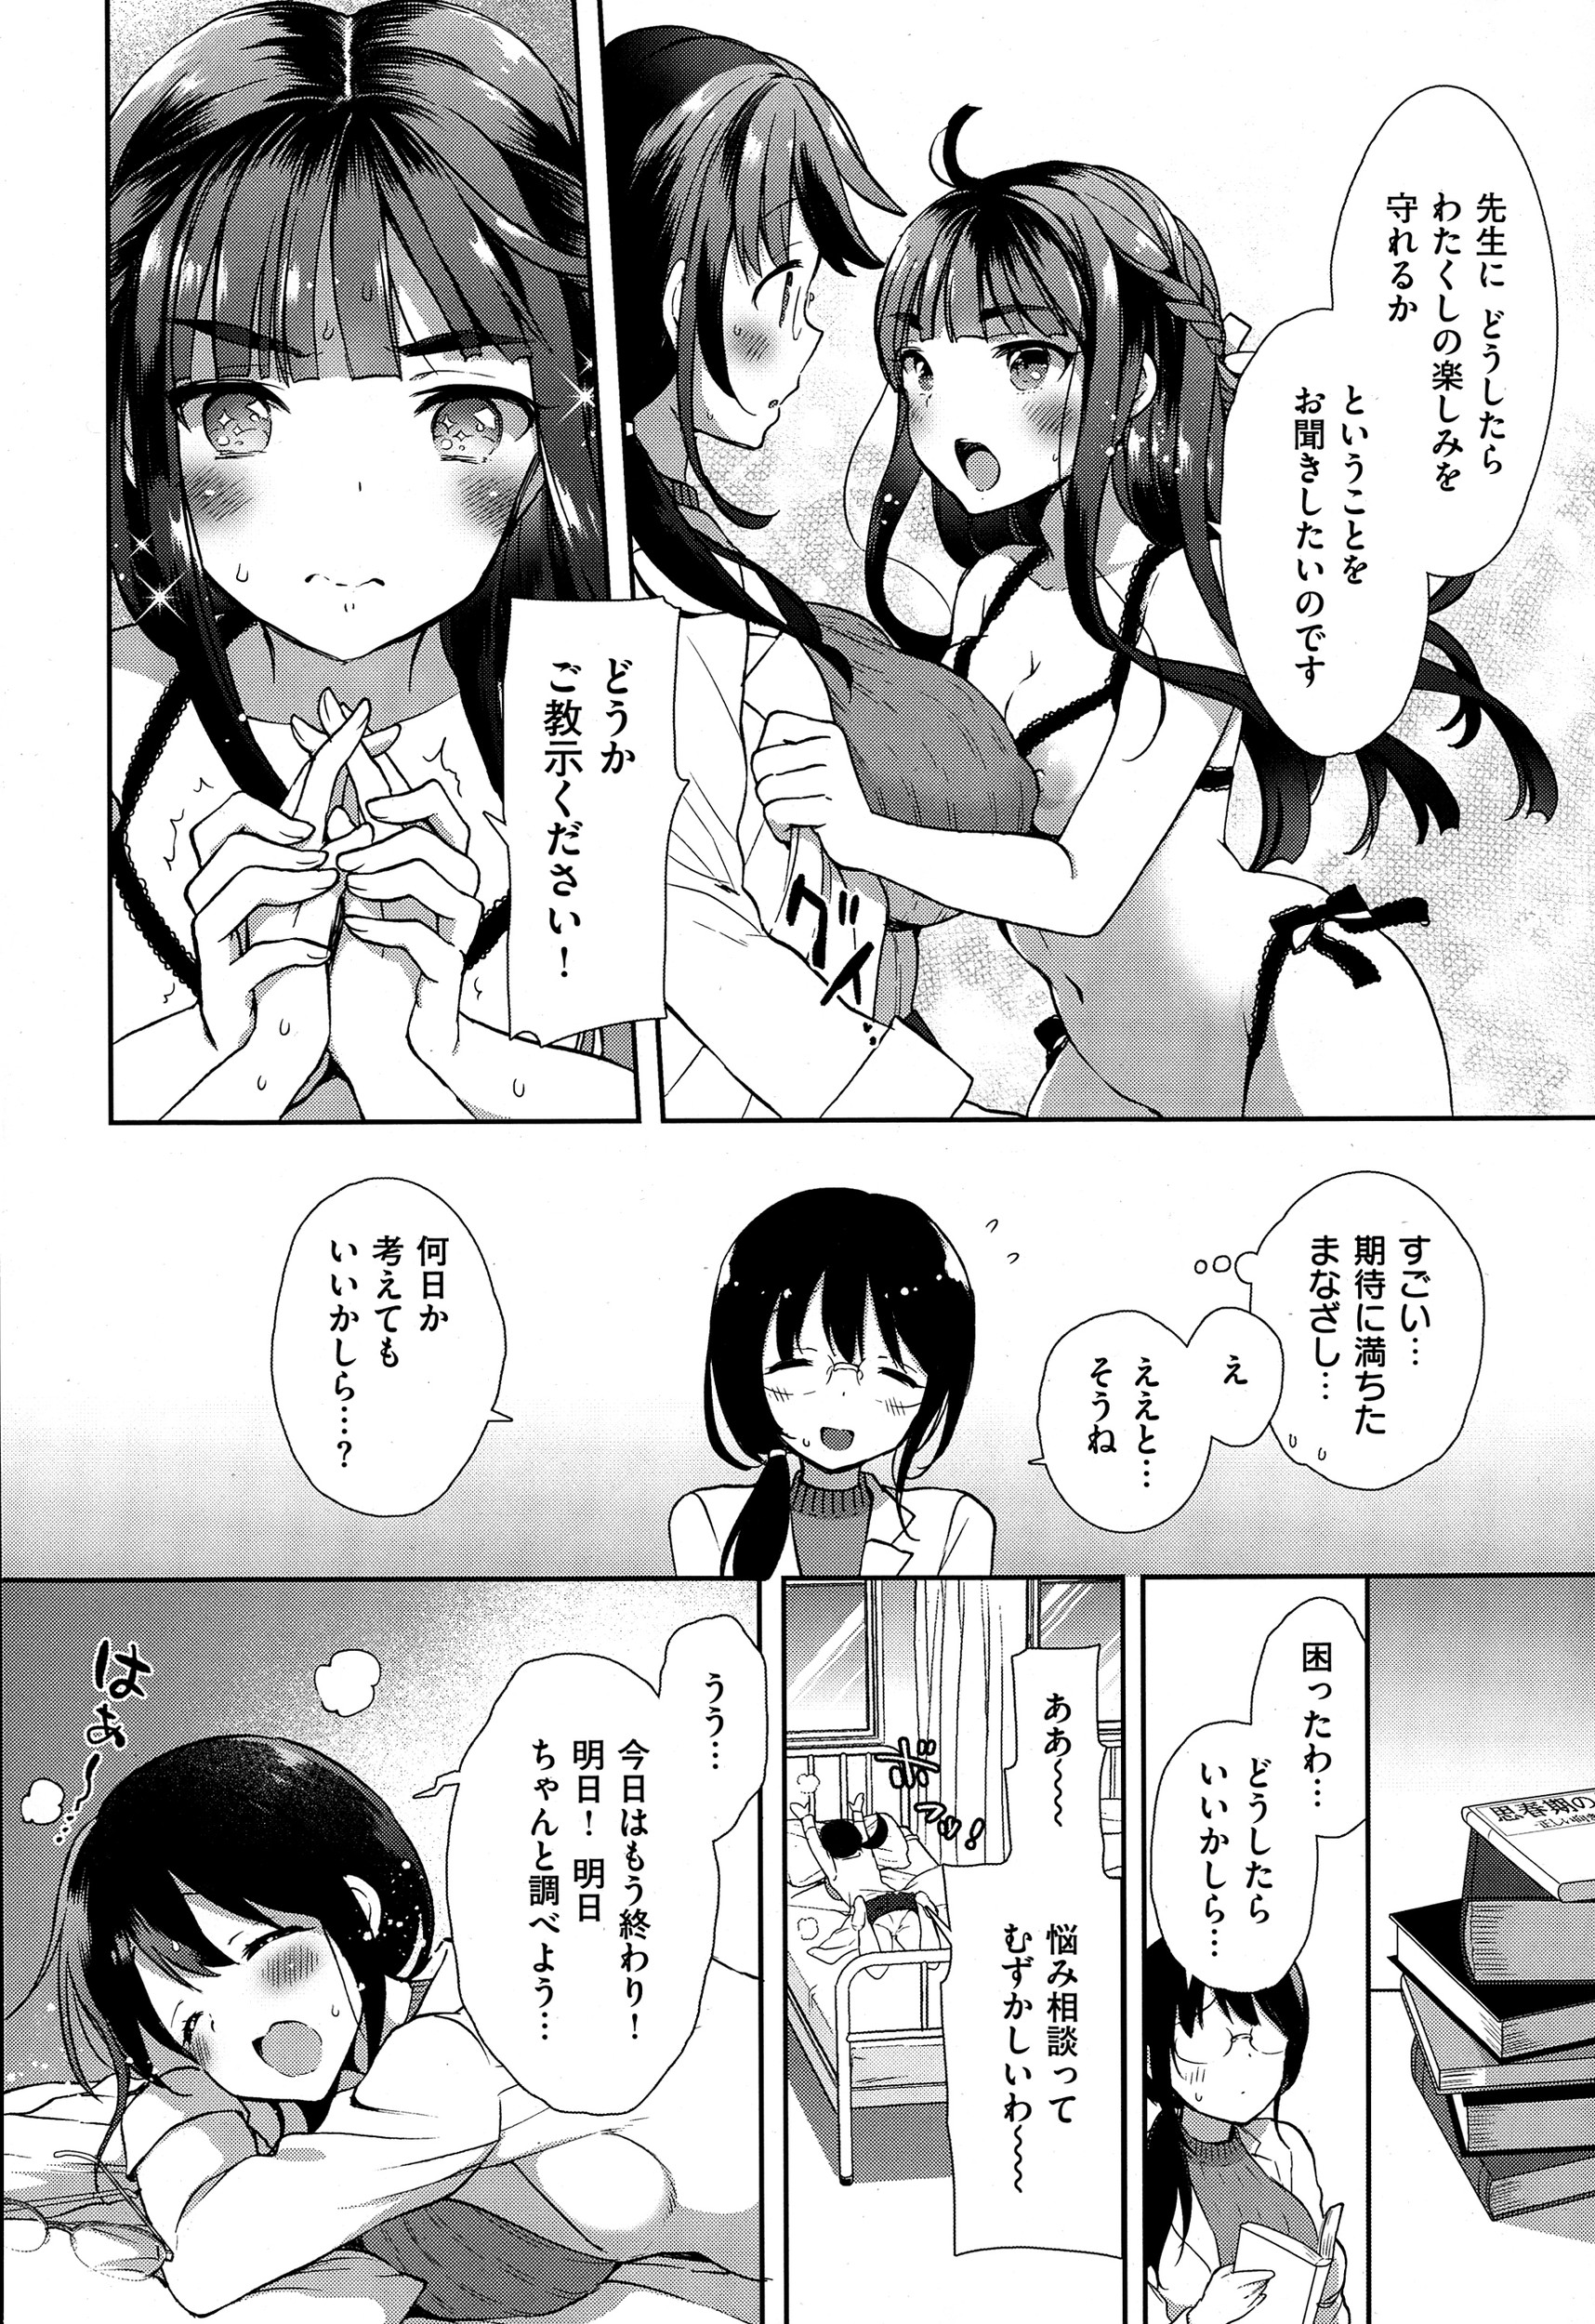 先生に どうしたら
わたくしの楽しみを
守れるか
ということを
お聞きしたいのです
グイ
どうか
ご教示ください！
すごい…
期待に満ちた
まなざし…
え
ええと…
そうね
何日か
考えても
いいかしら…？
思春期の
困ったわ…
どうしたら
いいかしら…
ああ〜〜〜
悩み相談って
むずかしいわ〜〜〜
ボフッ！
うう…
今日はもう終わり！
明日！ 明日
ちゃんと調べよう…
はぁ〜…